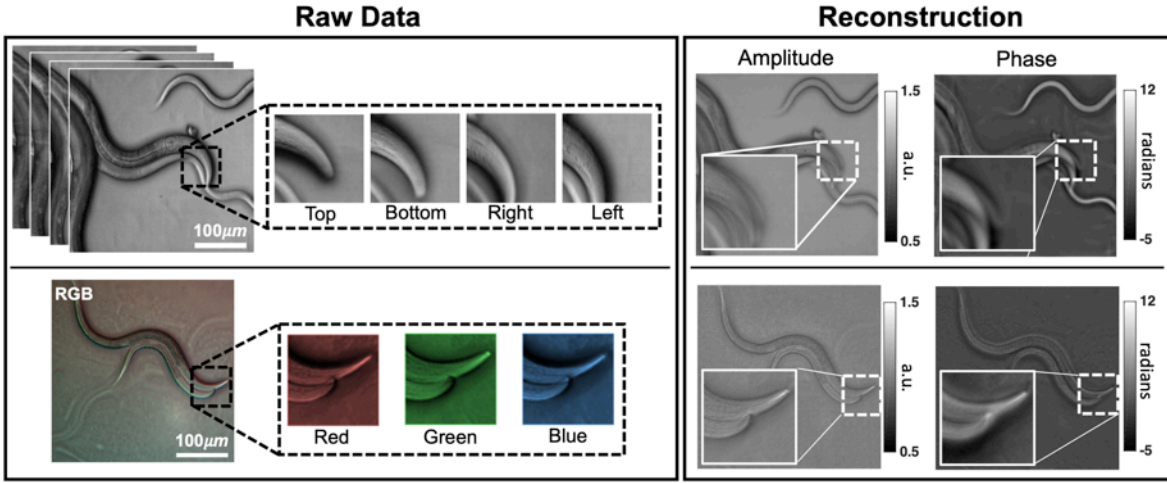 Raw Data
Reconstruction
Top
Bottom
Right
Left
100μm
Amplitude
1.5
a.u.
0.5
Phase
12
radians
-5
RGB
100μm
Red
Green
Blue
1.5
a.u.
0.5
12
radians
-5